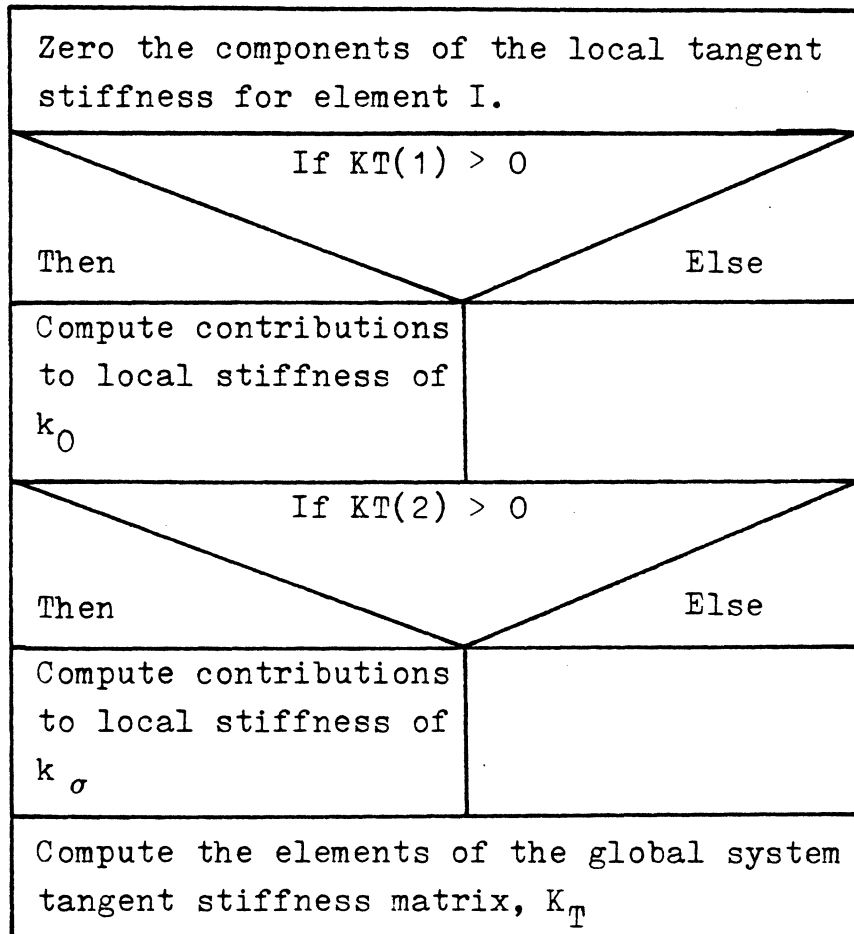 Zero the components of the local tangent
stiffness for element I.
If KT(1) > 0
Then
Else
Compute contributions
to local stiffness of
k₀
If KT(2) > 0
Then
Else
Compute contributions
to local stiffness of
k σ
Compute the elements of the global system
tangent stiffness matrix, K_T